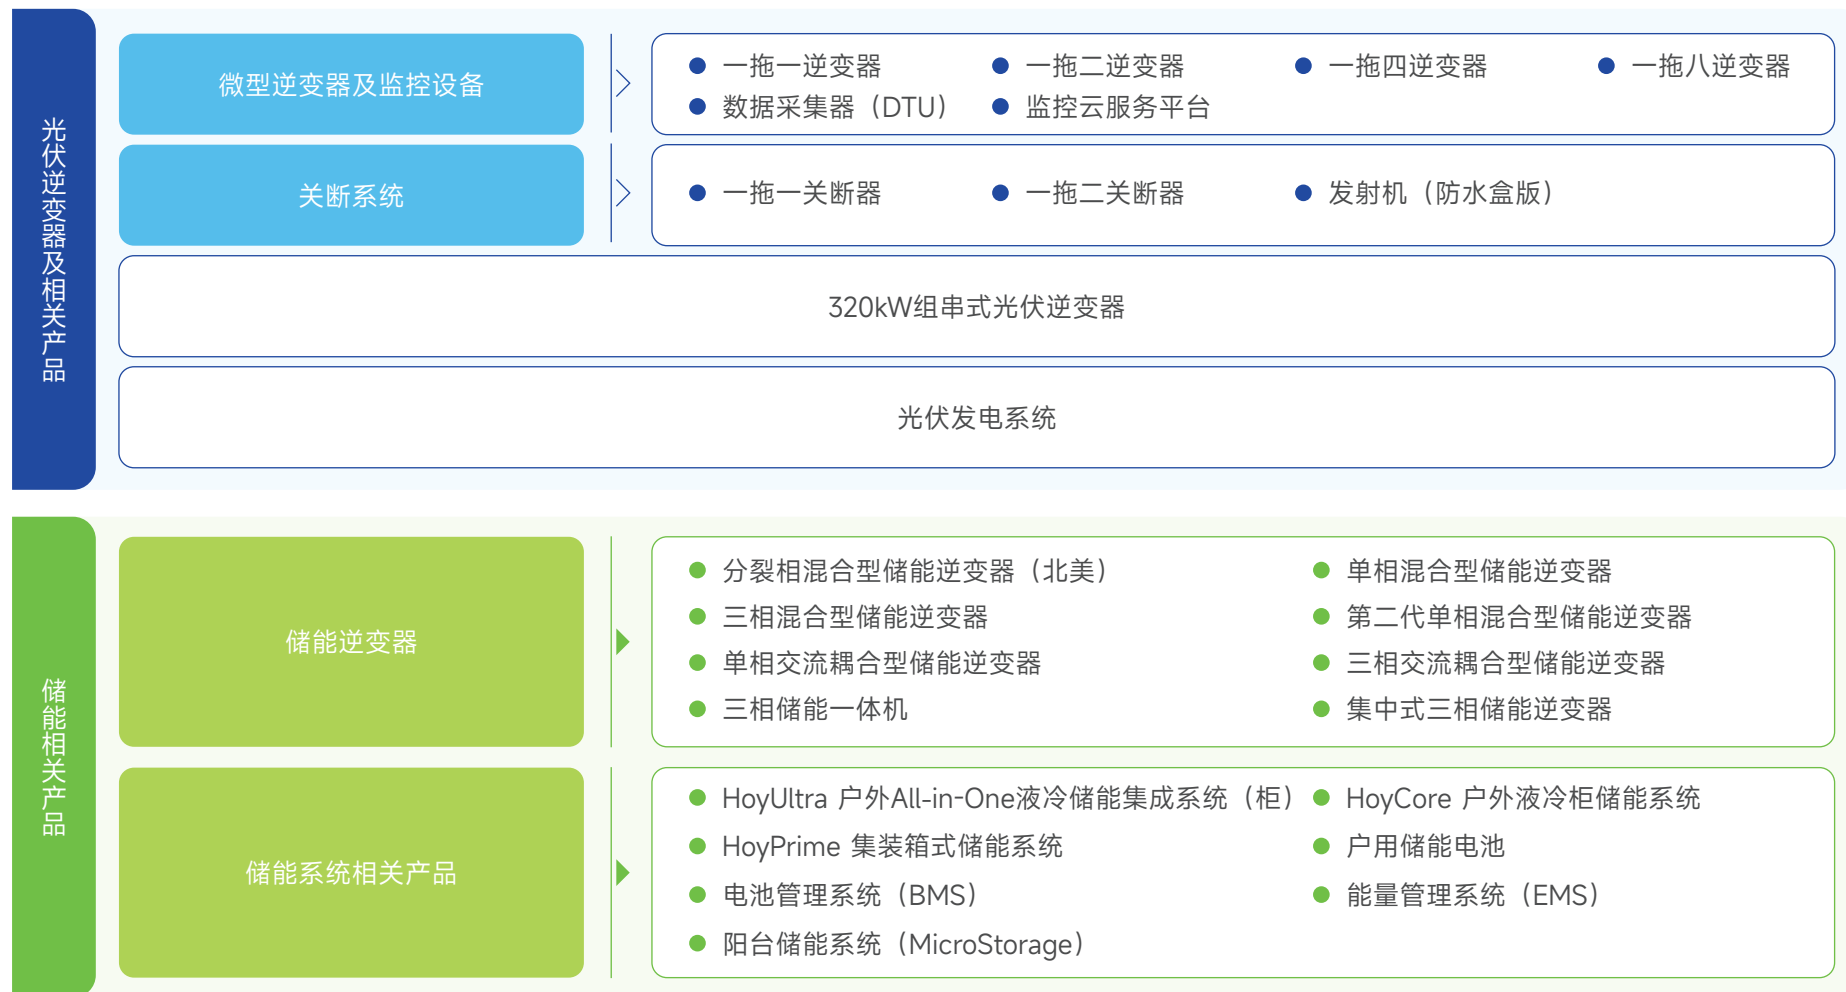 光伏逆变器及相关产品
微型逆变器及监控设备
一拖一逆变器
一拖二逆变器
一拖四逆变器
一拖八逆变器
数据采集器（DTU）
监控云服务平台
关断系统
一拖一关断器
一拖二关断器
发射机（防水盒版）
320kW组串式光伏逆变器
光伏发电系统
储能相关产品
储能逆变器
分裂相混合型储能逆变器（北美）
单相混合型储能逆变器
三相混合型储能逆变器
第二代单相混合型储能逆变器
单相交流耦合型储能逆变器
三相交流耦合型储能逆变器
三相储能一体机
集中式三相储能逆变器
储能系统相关产品
HoyUltra 户外All-in-One液冷储能集成系统（柜）
HoyCore 户外液冷柜储能系统
HoyPrime 集装箱式储能系统
户用储能电池
电池管理系统（BMS）
能量管理系统（EMS）
阳台储能系统（MicroStorage）